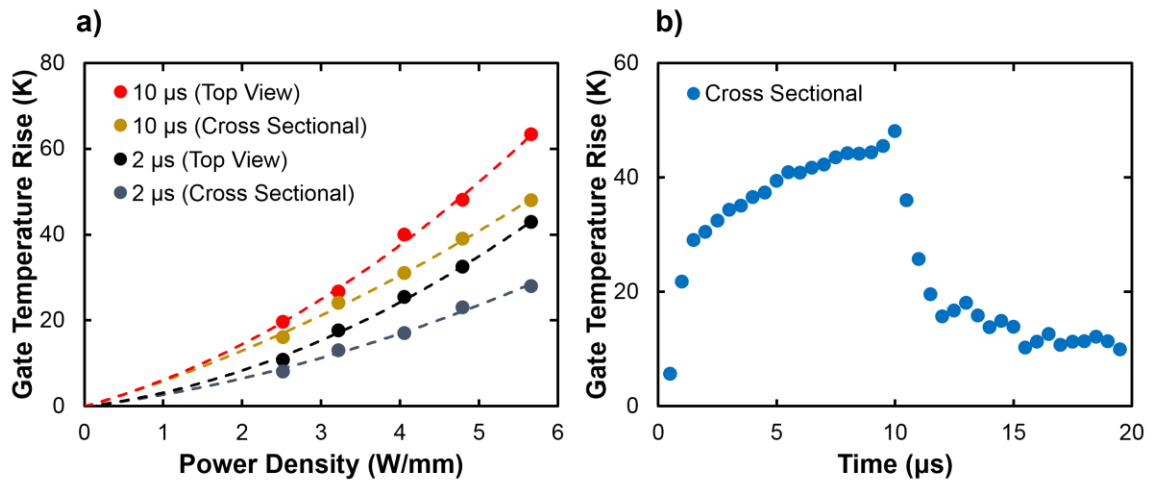 a)
Gate Temperature Rise (K)
80
60
40
20
0
10 µs (Top View)
10 µs (Cross Sectional)
2 µs (Top View)
2 µs (Cross Sectional)
0 1 2 3 4 5 6
Power Density (W/mm)
b)
Gate Temperature Rise (K)
60
40
20
0
Cross Sectional
0 5 10 15 20
Time (µs)